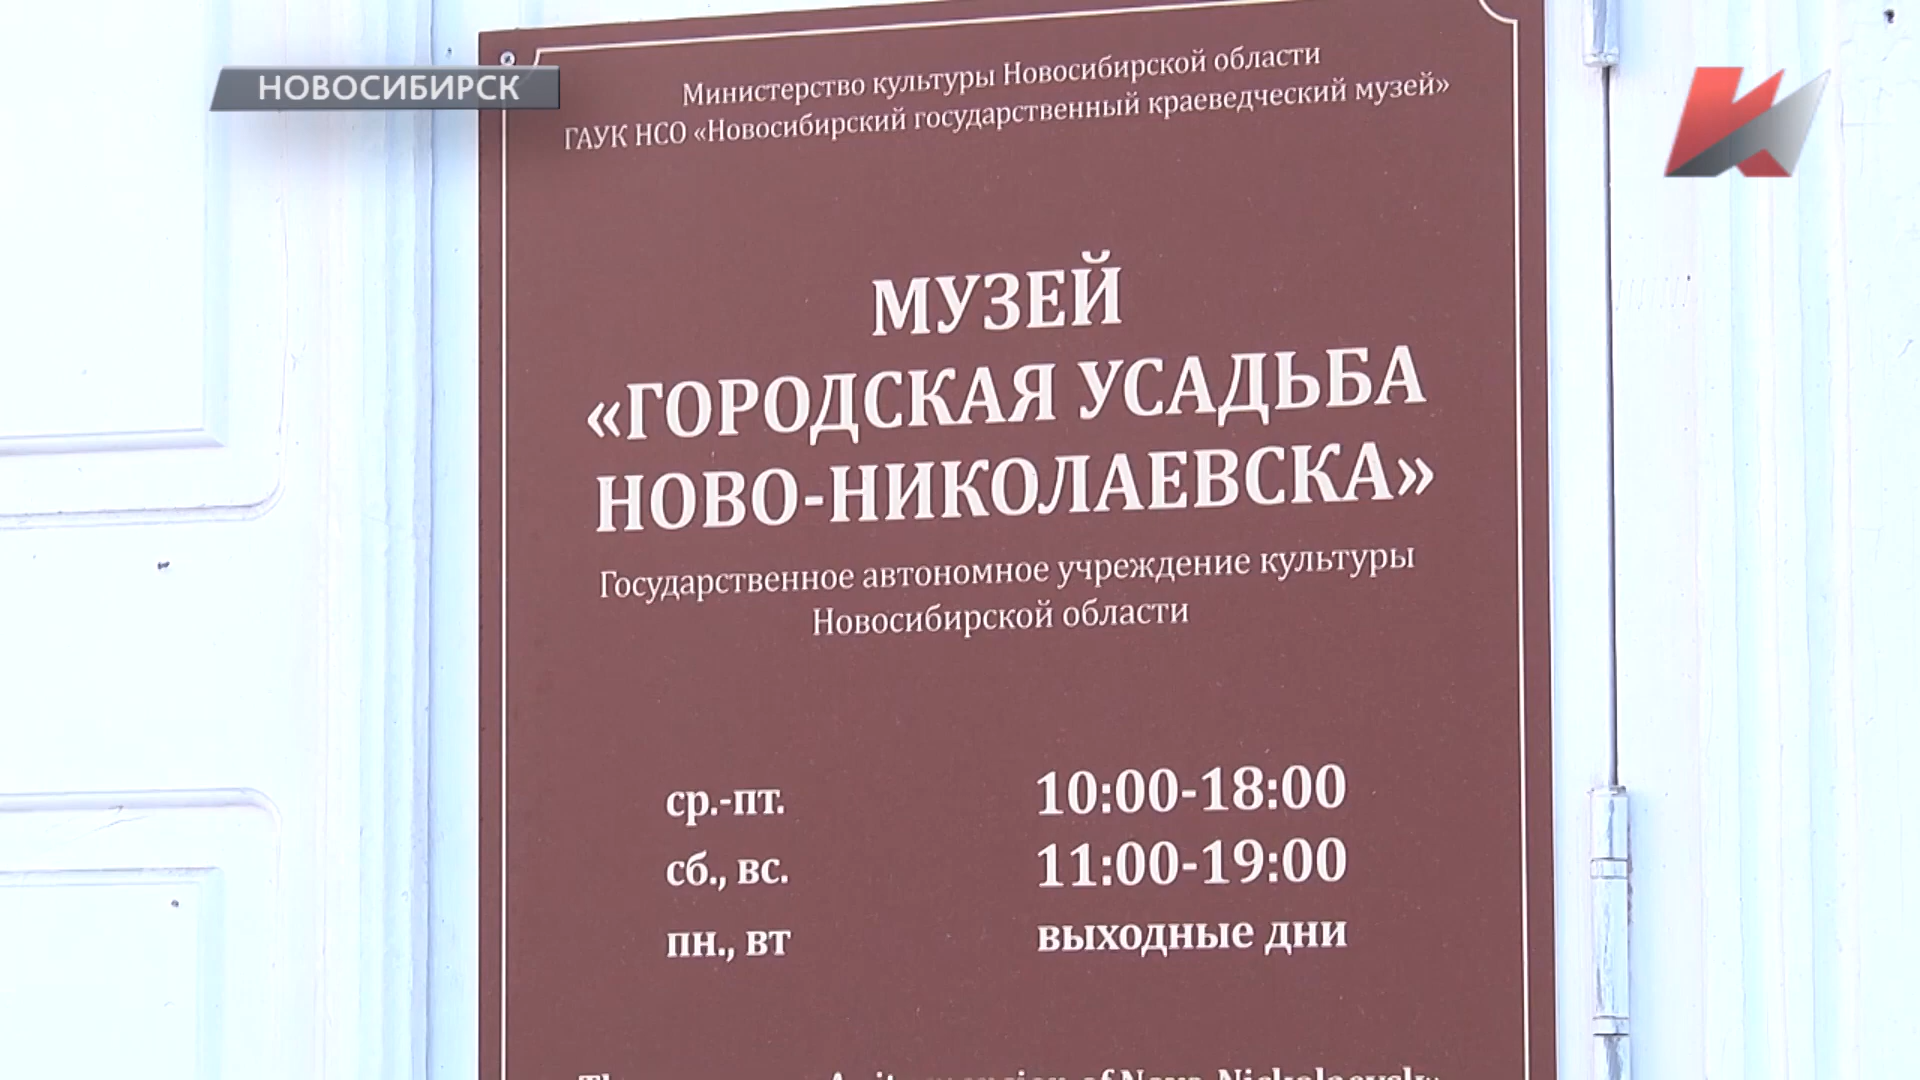 НОВОСИБИРСК
Министерство культуры Новосибирской области
ГАУК НСО «Новосибирский государственный краеведческий музей»
МУЗЕЙ
«ГОРОДСКАЯ УСАДЬБА
НОВО-НИКОЛАЕВСКА»
Государственное автономное учреждение культуры
Новосибирской области
ср.-пт. 10:00-18:00
сб., вс. 11:00-19:00
пн., вт выходные дни